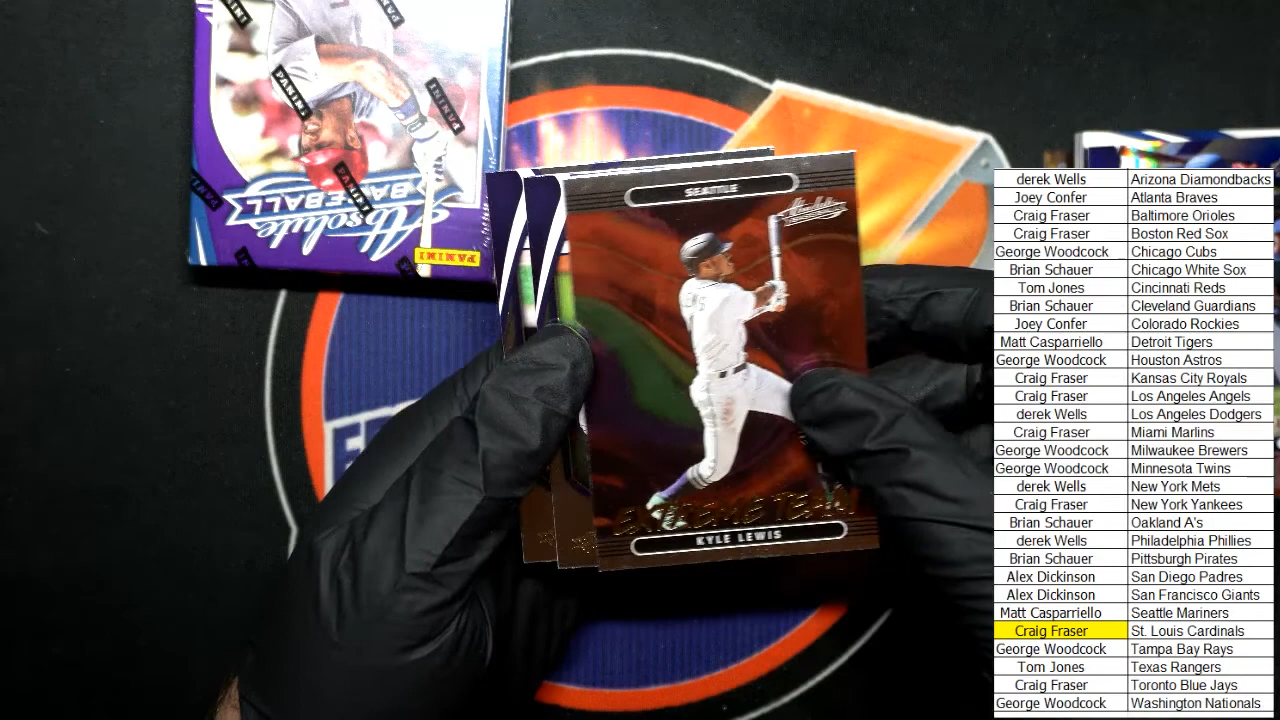 PANINI
PANINI
PANINI
PANINI
PANINI
PANINI
Absolute
BASEBALL
PANINI
SEATTLE
Absolute
EXTREME TEAM
KYLE LEWIS
derek Wells Arizona Diamondbacks
Joey Confer Atlanta Braves
Craig Fraser Baltimore Orioles
Craig Fraser Boston Red Sox
George Woodcock Chicago Cubs
Brian Schauer Chicago White Sox
Tom Jones Cincinnati Reds
Brian Schauer Cleveland Guardians
Joey Confer Colorado Rockies
Matt Casparriello Detroit Tigers
George Woodcock Houston Astros
Craig Fraser Kansas City Royals
Craig Fraser Los Angeles Angels
derek Wells Los Angeles Dodgers
Craig Fraser Miami Marlins
George Woodcock Milwaukee Brewers
George Woodcock Minnesota Twins
derek Wells New York Mets
Craig Fraser New York Yankees
Brian Schauer Oakland A's
derek Wells Philadelphia Phillies
Brian Schauer Pittsburgh Pirates
Alex Dickinson San Diego Padres
Alex Dickinson San Francisco Giants
Matt Casparriello Seattle Mariners
Craig Fraser St. Louis Cardinals
George Woodcock Tampa Bay Rays
Tom Jones Texas Rangers
Craig Fraser Toronto Blue Jays
George Woodcock Washington Nationals